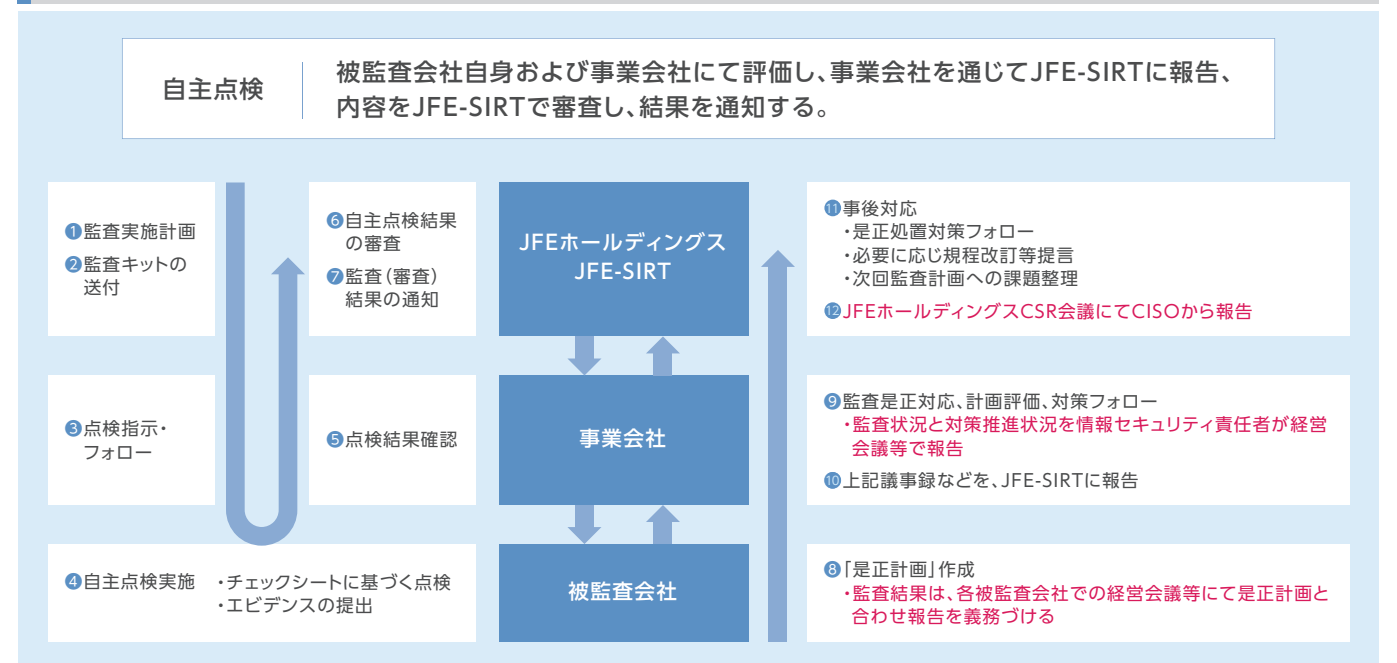 自主点検
被監査会社自身および事業会社にて評価し、事業会社を通じてJFE-SIRTに報告、
内容をJFE-SIRTで審査し、結果を通知する。
❶監査実施計画
❷監査キットの
送付
❻自主点検結果
の審査
❼監査(審査)
結果の通知
JFEホールディングス
JFE-SIRT
⓫事後対応
・是正処置対策フォロー
・必要に応じ規程改訂等提言
・次回監査計画への課題整理
⓬JFEホールディングスCSR会議にてCISOから報告
❸点検指示・
フォロー
❺点検結果確認
事業会社
❾監査是正対応、計画評価、対策フォロー
・監査状況と対策推進状況を情報セキュリティ責任者が経営
会議等で報告
❿上記議事録などを、JFE-SIRTに報告
❹自主点検実施
・チェックシートに基づく点検
・エビデンスの提出
被監査会社
❽「是正計画」作成
・監査結果は、各被監査会社での経営会議等にて是正計画と
合わせ報告を義務づける